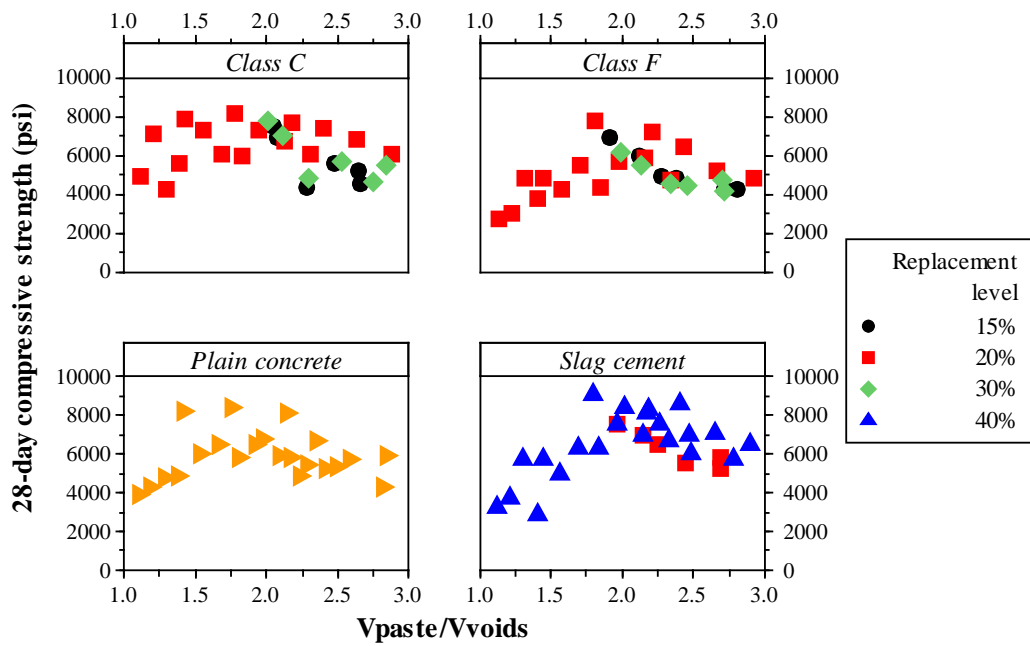 1.0 1.5 2.0 2.5 3.0
1.0 1.5 2.0 2.5 3.0
Class C
Class F
10000
8000
6000
4000
2000
0
10000
8000
6000
4000
2000
0
28-day compressive strength (psi)
Replacement
level
15%
20%
30%
40%
Plain concrete
Slag cement
10000
8000
6000
4000
2000
0
10000
8000
6000
4000
2000
0
1.0 1.5 2.0 2.5 3.0
1.0 1.5 2.0 2.5 3.0
Vpaste/Vvoids